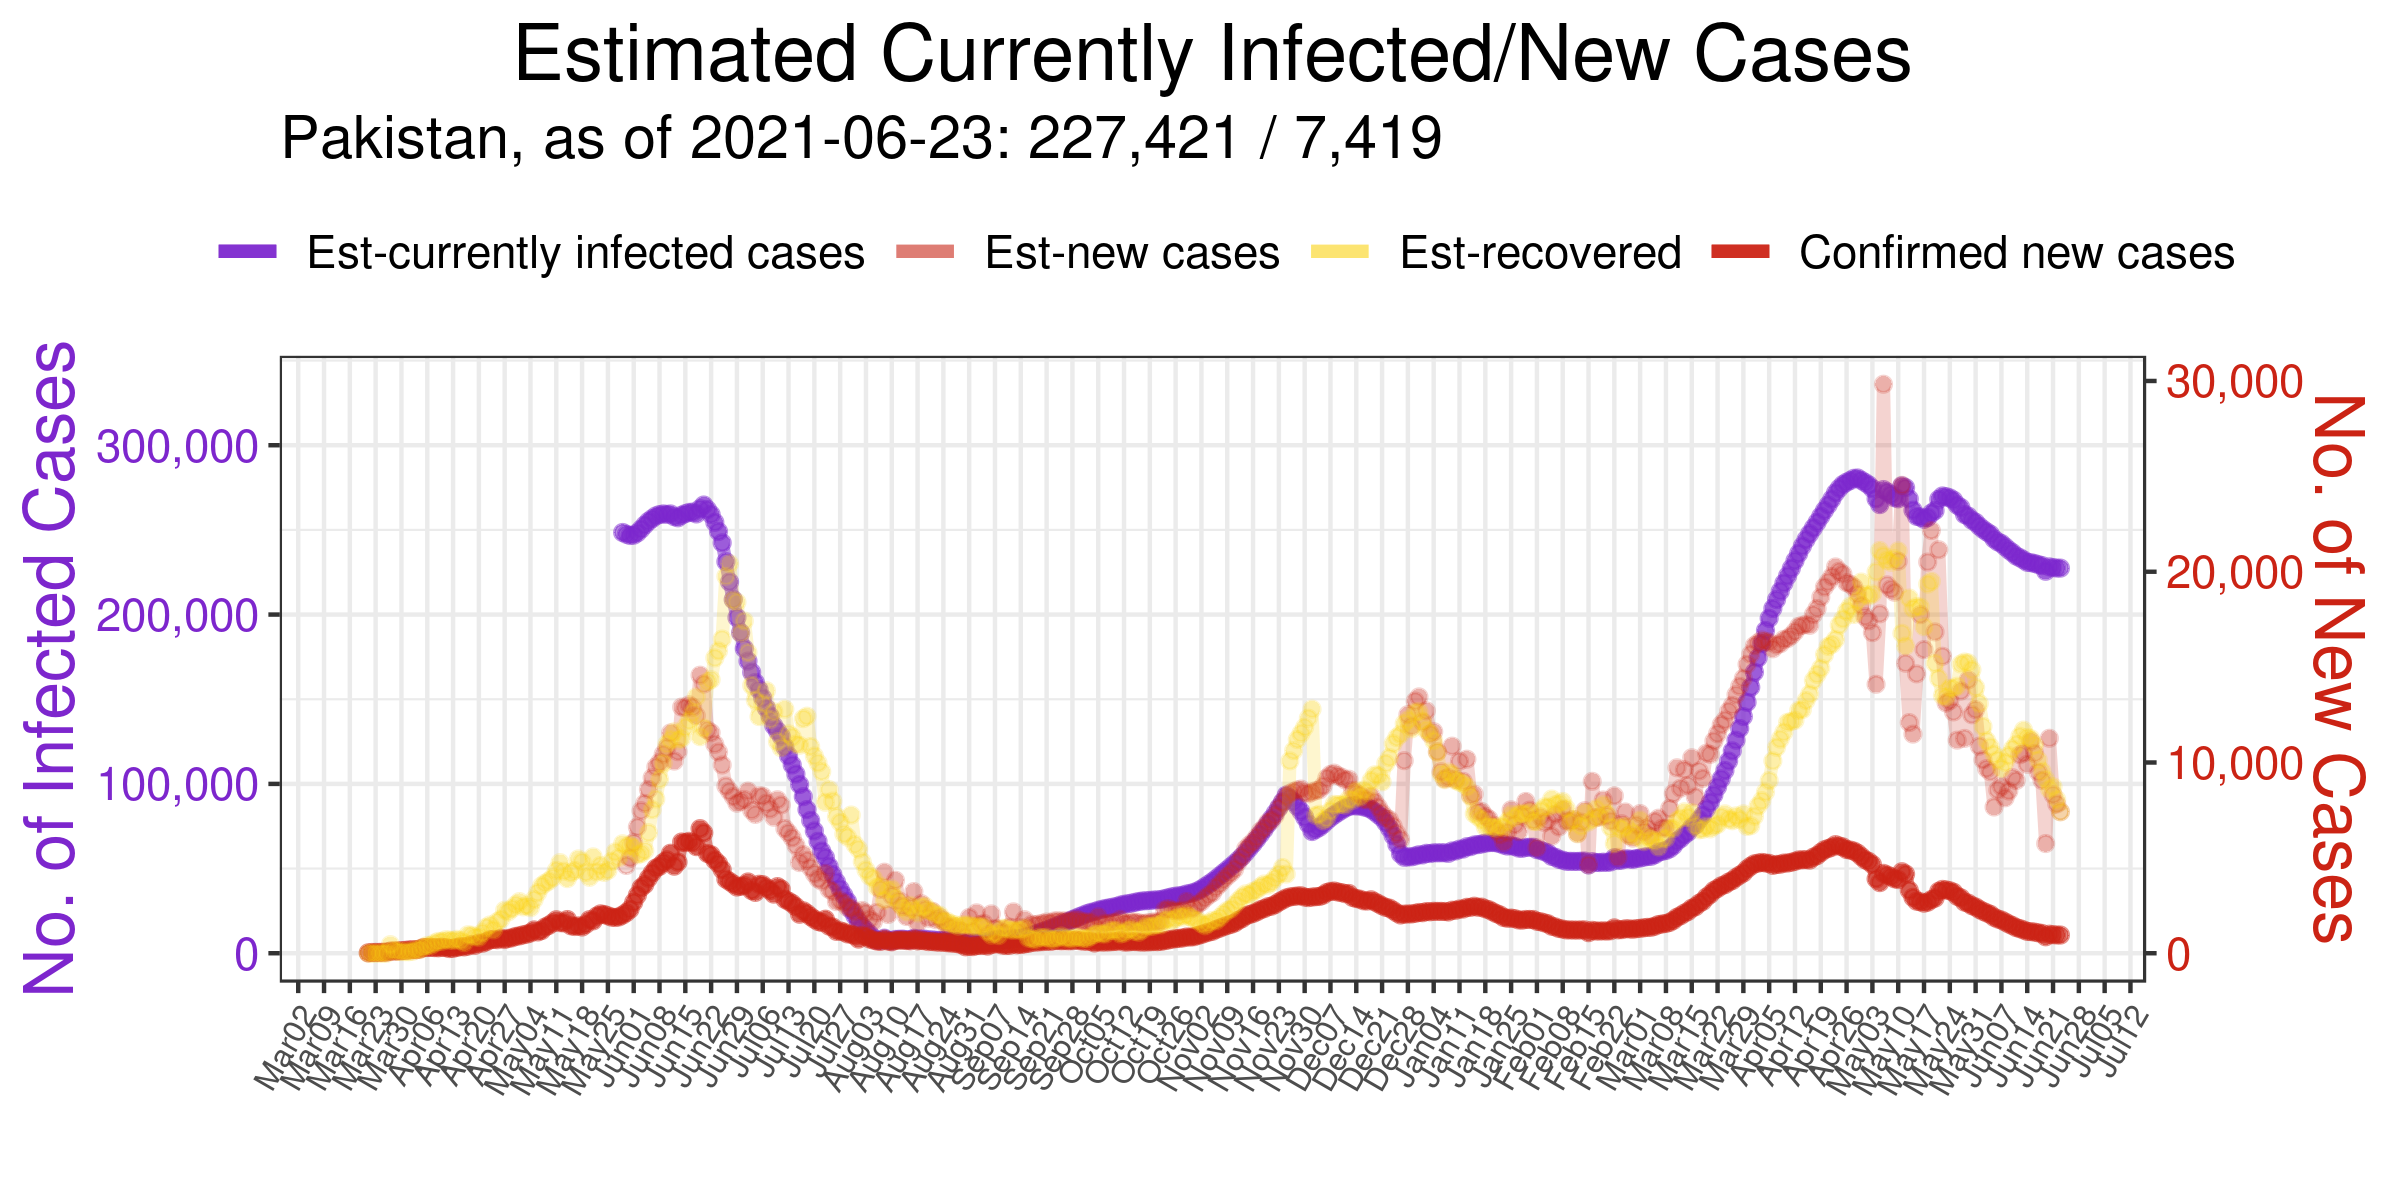 Estimated Currently Infected/New Cases
Pakistan, as of 2021-06-23: 227,421 / 7,419
Est-currently infected cases Est-new cases Est-recovered Confirmed new cases
No. of Infected Cases
300,000
200,000
100,000
0
30,000
20,000
10,000
0
No. of New Cases
Mar02 Mar09 Mar16 Mar23 Mar30 Apr06 Apr13 Apr20 Apr27 May04 May11 May18 May25 Jun01 Jun08 Jun15 Jun22 Jun29 Jul06 Jul13 Jul20 Jul27 Aug03 Aug10 Aug17 Aug24 Aug31 Sep07 Sep14 Sep21 Sep28 Oct05 Oct12 Oct19 Oct26 Nov02 Nov09 Nov16 Nov23 Nov30 Dec07 Dec14 Dec21 Dec28 Jan04 Jan11 Jan18 Jan25 Feb01 Feb08 Feb15 Feb22 Mar01 Mar08 Mar15 Mar22 Mar29 Apr05 Apr12 Apr19 Apr26 May03 May10 May17 May24 May31 Jun07 Jun14 Jun21 Jun28 Jul05 Jul12